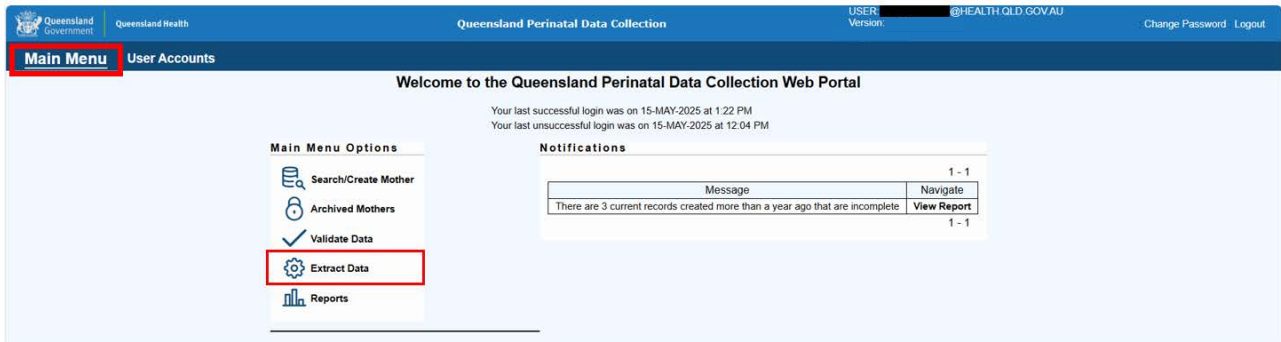 Queensland
Government
Queensland Health
Queensland Perinatal Data Collection
USER: @HEALTH.QLD.GOV.AU
Version:
Change Password Logout
Main Menu User Accounts
Welcome to the Queensland Perinatal Data Collection Web Portal
Your last successful login was on 15-MAY-2025 at 1:22 PM
Your last unsuccessful login was on 15-MAY-2025 at 12:04 PM
Main Menu Options
Search/Create Mother
Archived Mothers
Validate Data
Extract Data
Reports
Notifications
1 - 1
Message Navigate
There are 3 current records created more than a year ago that are incomplete View Report
1 - 1